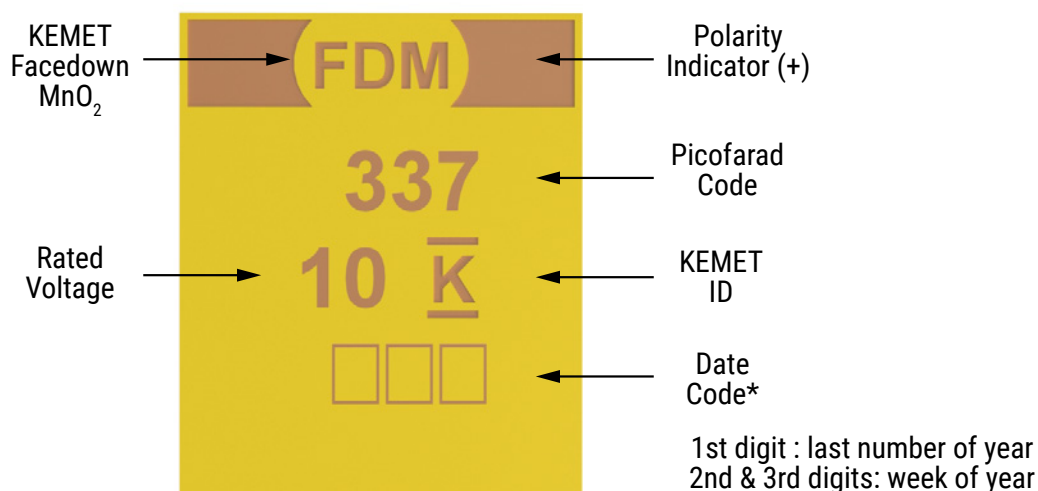 KEMET
Facedown
MnO₂
FDM
Polarity
Indicator (+)
337
Picofarad
Code
Rated
Voltage
10 K
KEMET
ID
Date
Code*
1st digit : last number of year
2nd & 3rd digits: week of year